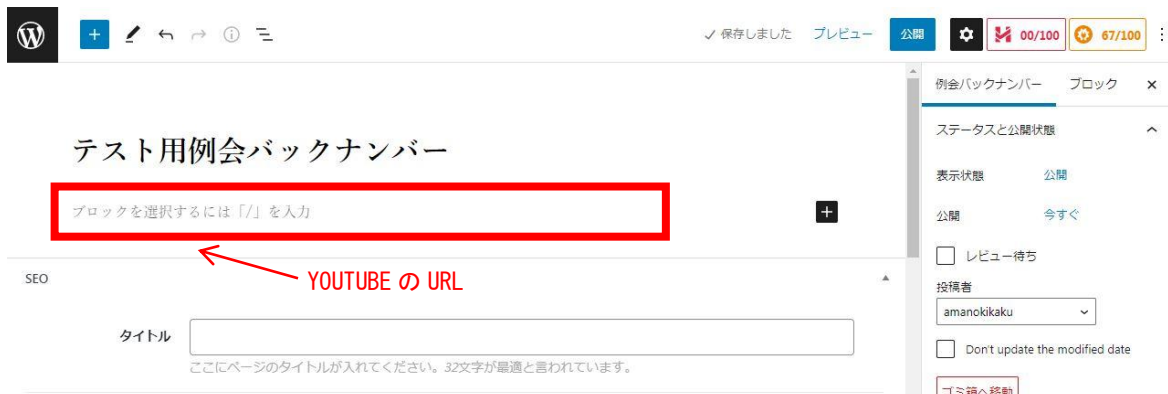 保存しました プレビュー 公開 00/100 67/100
例会バックナンバー ブロック
テスト用例会バックナンバー
ブロックを選択するには「/」を入力
YOUTUBE の URL
SEO
タイトル
ここにページのタイトルが入れてください。32文字が最適と言われています。
ステータスと公開状態
表示状態 公開
公開 今すぐ
レビュー待ち
投稿者
amanokikaku
Don't update the modified date
ゴミ箱へ移動